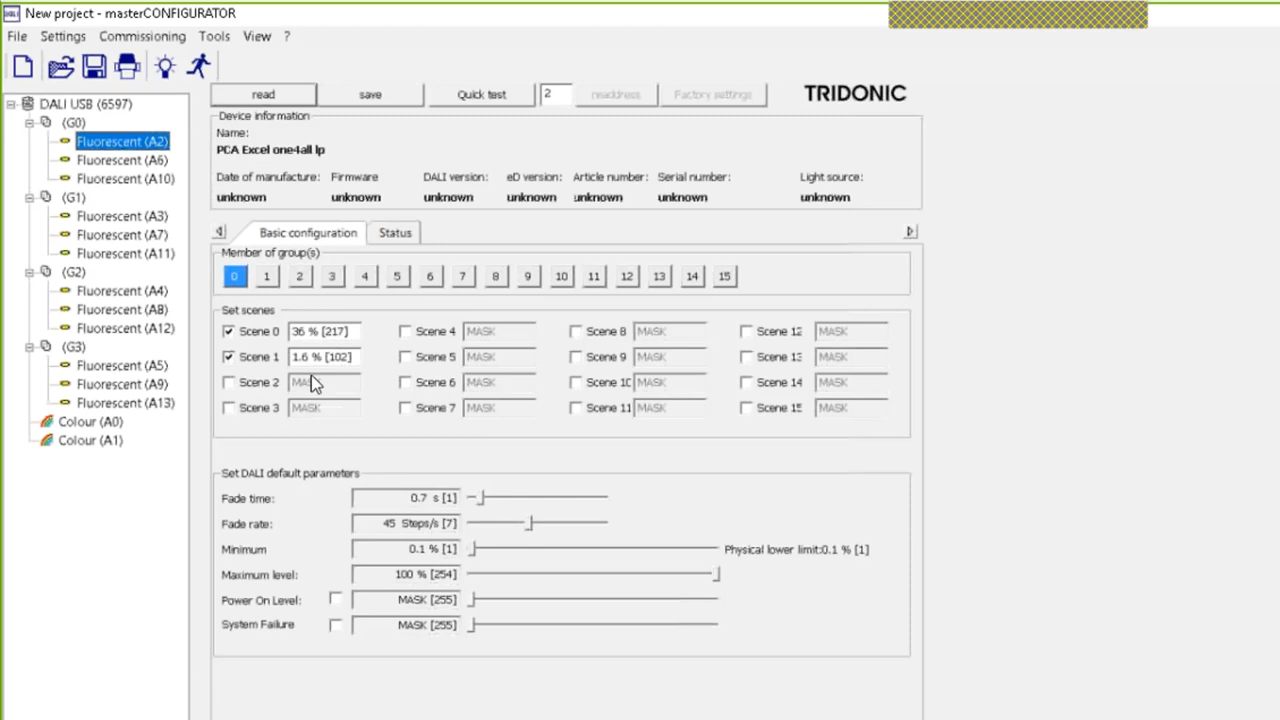 New project - masterCONFIGURATOR
File Settings Commissioning Tools View ?
DALI USB (6597)
(G0)
Fluorescent (A2)
Fluorescent (A6)
Fluorescent (A10)
(G1)
Fluorescent (A3)
Fluorescent (A7)
Fluorescent (A11)
(G2)
Fluorescent (A4)
Fluorescent (A8)
Fluorescent (A12)
(G3)
Fluorescent (A5)
Fluorescent (A9)
Fluorescent (A13)
Colour (A0)
Colour (A1)
read save Quick test 2 readdress Factory settings TRIDONIC
Device information
Name:
PCA Excel one4all lp
Date of manufacture: Firmware DALI version: eD version: Article number: Serial number: Light source:
unknown unknown unknown unknown unknown unknown unknown
Basic configuration Status
Member of group(s)
0 1 2 3 4 5 6 7 8 9 10 11 12 13 14 15
Set scenes
Scene 0 36 % [217] Scene 4 MASK Scene 8 MASK Scene 12 MASK
Scene 1 1.6 % [102] Scene 5 MASK Scene 9 MASK Scene 13 MASK
Scene 2 Scene 6 MASK Scene 10 MASK Scene 14 MASK
Scene 3 MASK Scene 7 MASK Scene 11 MASK Scene 15 MASK
Set DALI default parameters
Fade time: 0.7 s [1]
Fade rate: 45 Steps/s [7]
Minimum 0.1 % [1] Physical lower limit:0.1 % [1]
Maximum level: 100 % [254]
Power On Level: MASK [255]
System Failure MASK [255]